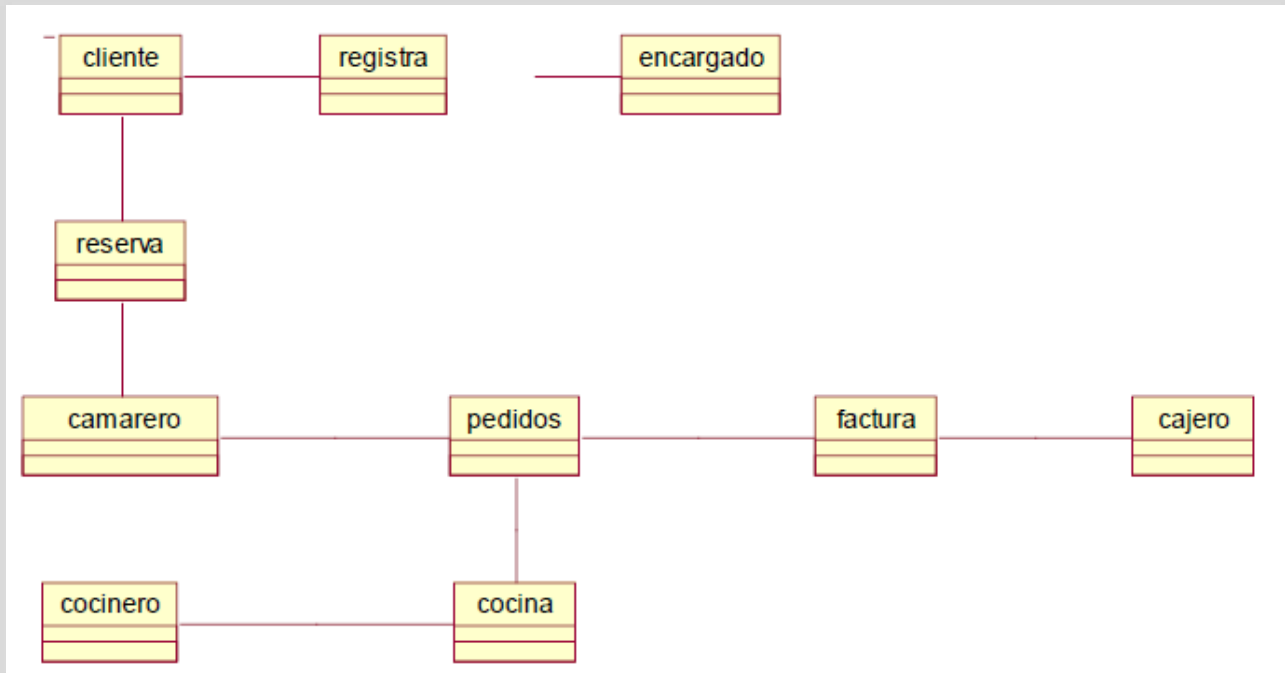 cliente
registra
encargado
reserva
camarero
pedidos
factura
cajero
cocinero
cocina